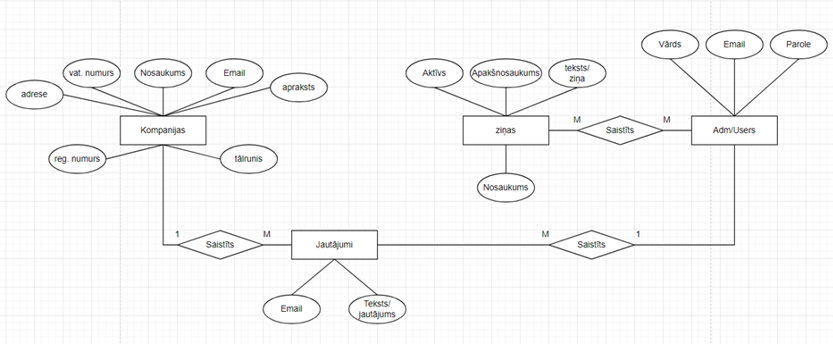 Vārds
Email
Parole
vat. numurs
Nosaukums
Email
Aktīvs
Apakšnosaukums
teksts/
ziņa
adrese
apraksts
Kompanijas
ziņas
M
Saistīts
M
Adm/Users
reg. numurs
tālrunis
Nosaukums
1
Saistīts
M
Jautājumi
M
Saistīts
1
Email
Teksts/
jautājums